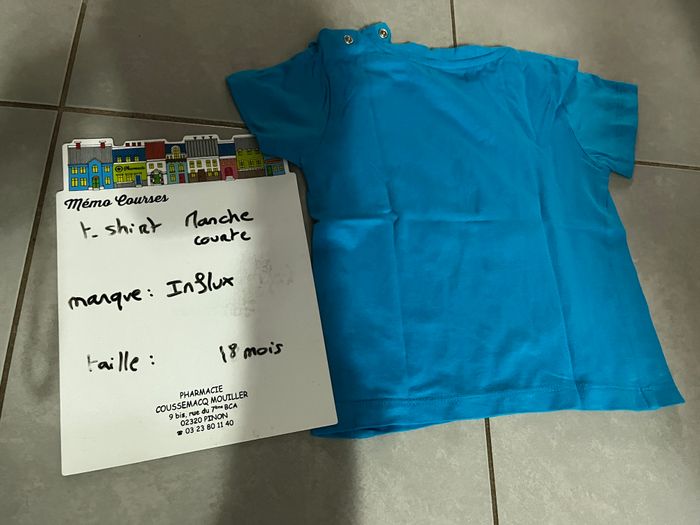 Pharmacie
Mémo Courses
t-shirt Manche
courte
marque : Influx
taille : 18 mois
PHARMACIE
COUSSEMACQ MOUILLER
9 bis, rue du 7ème BCA
02320 PINON
☎ 03 23 80 11 40